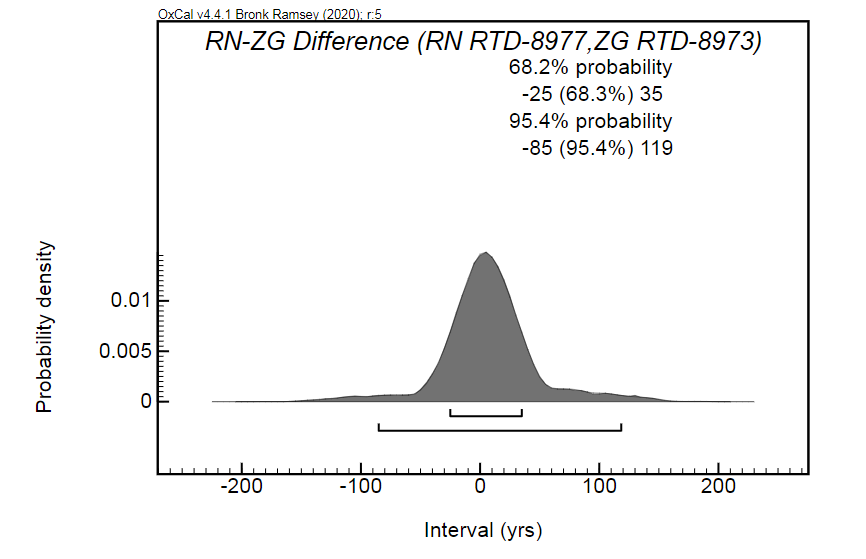 OxCal v4.4.1 Bronk Ramsey (2020); r:5
RN-ZG Difference (RN RTD-8977,ZG RTD-8973)
68.2% probability
-25 (68.3%) 35
95.4% probability
-85 (95.4%) 119
Probability density
0.01
0.005
0
-200 -100 0 100 200
Interval (yrs)